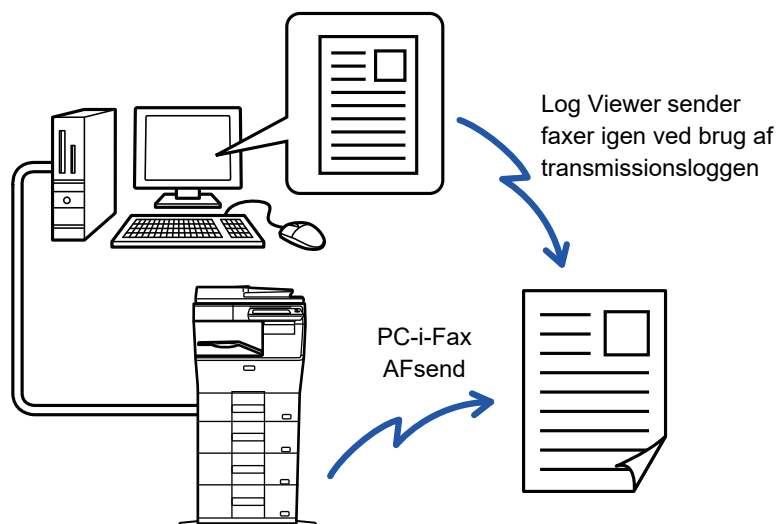 Log Viewer sender
faxer igen ved brug af
transmissionsloggen
PC-i-Fax
AFsend